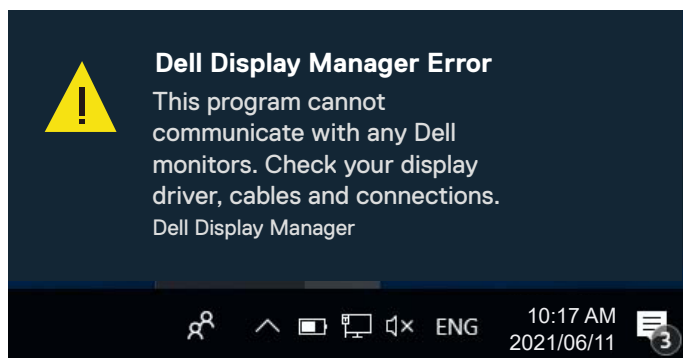 Dell Display Manager Error
This program cannot
communicate with any Dell
monitors. Check your display
driver, cables and connections.
Dell Display Manager
ENG
10:17 AM
2021/06/11
3